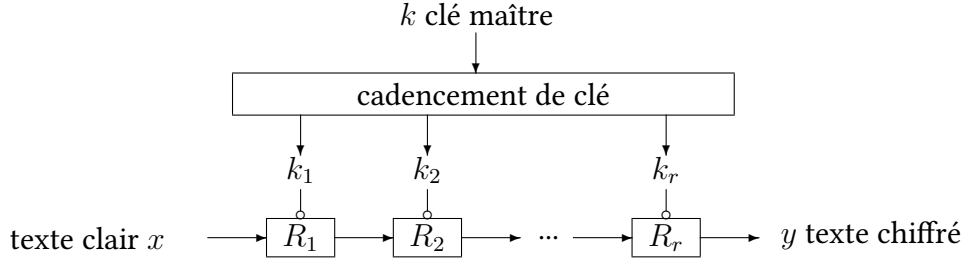 k clé maître
cadencement de clé
k₁ k₂ kᵣ
texte clair x R₁ R₂ ... Rᵣ y texte chiffré